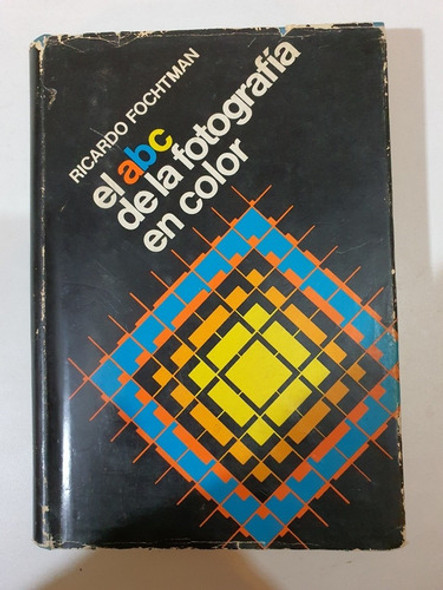 RICARDO FOCHTMAN
el abc
de la fotografía
en color